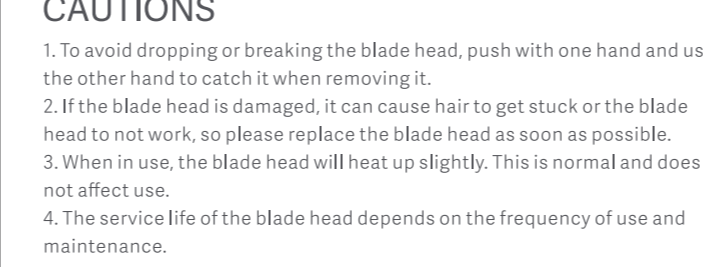 CAUTIONS
1. To avoid dropping or breaking the blade head, push with one hand and us
the other hand to catch it when removing it.
2. If the blade head is damaged, it can cause hair to get stuck or the blade
head to not work, so please replace the blade head as soon as possible.
3. When in use, the blade head will heat up slightly. This is normal and does
not affect use.
4. The service life of the blade head depends on the frequency of use and
maintenance.